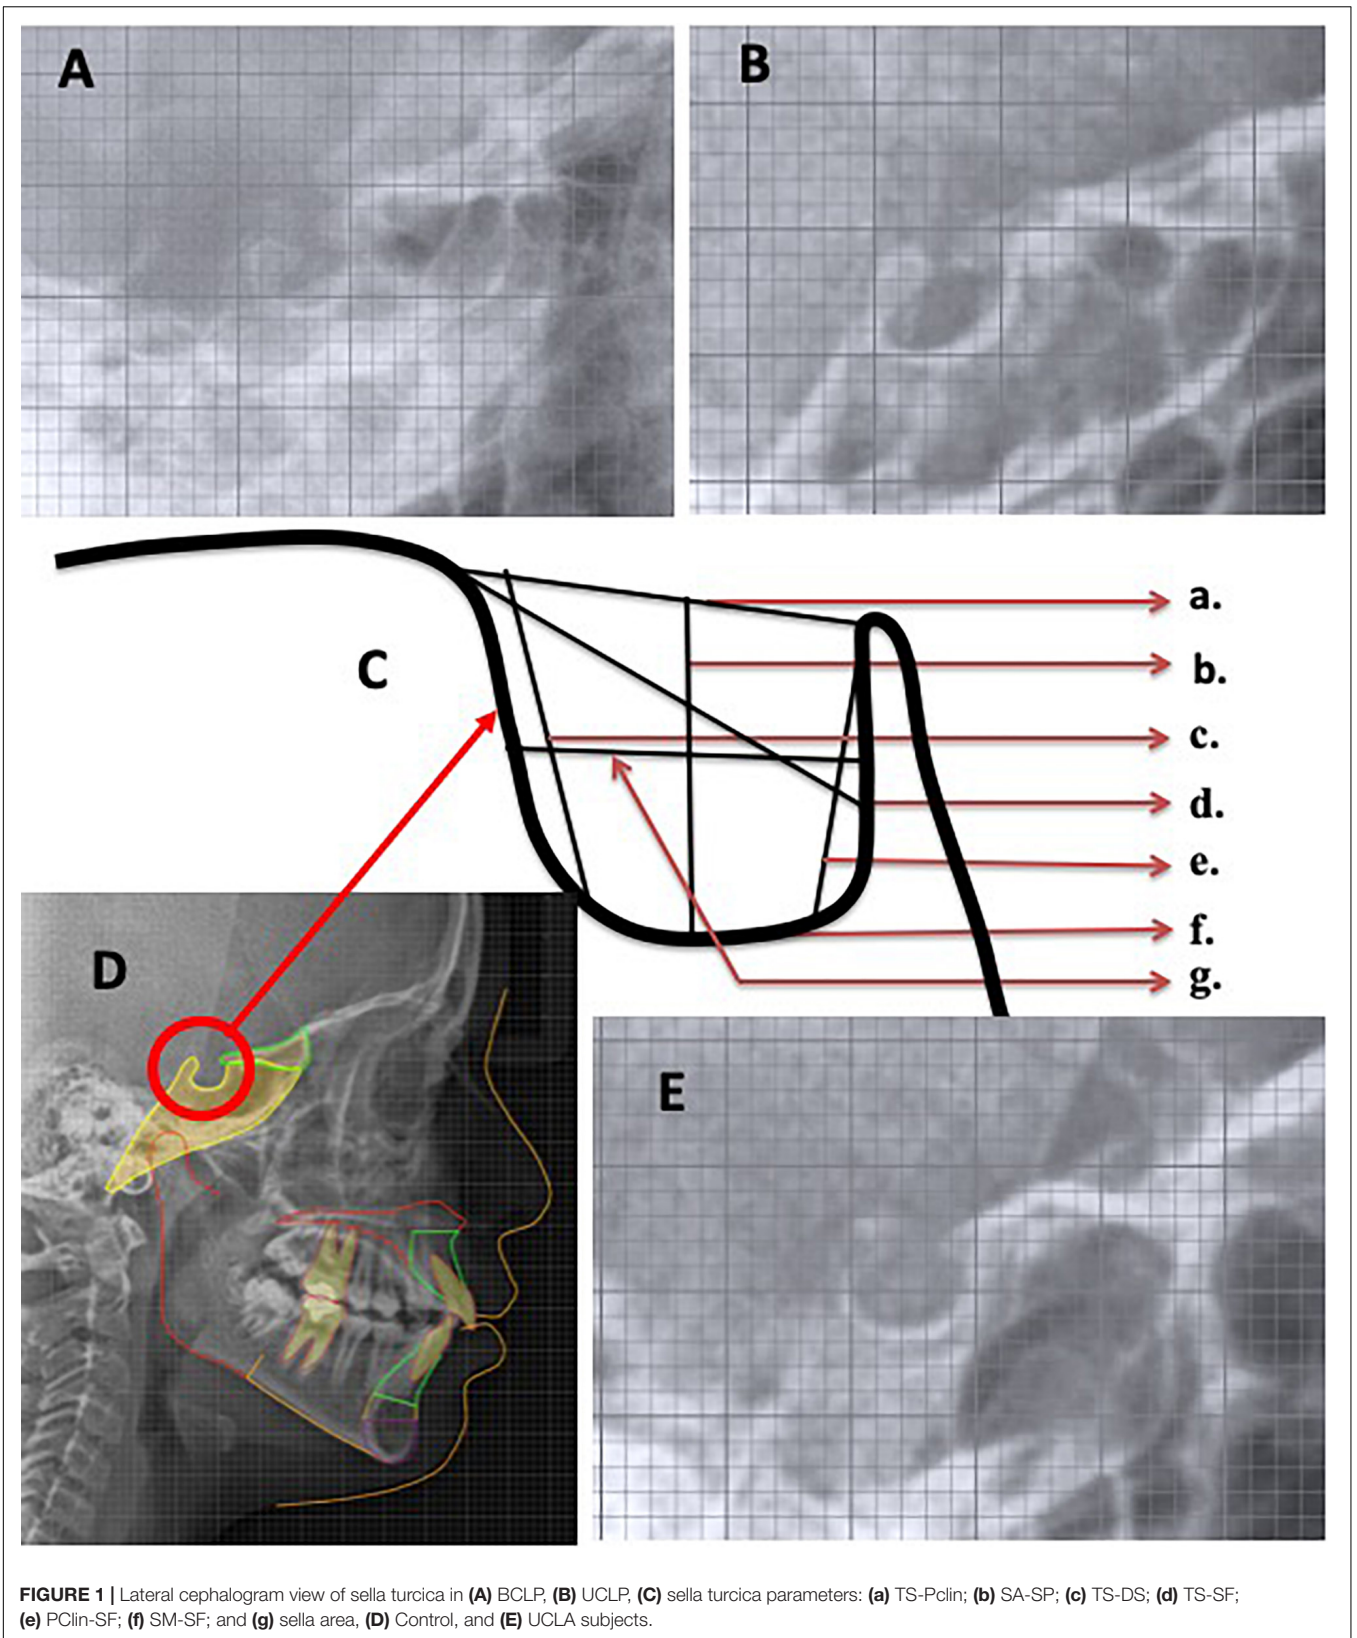 A
B
C
a.
b.
c.
d.
e.
f.
g.
D
E
FIGURE 1 | Lateral cephalogram view of sella turcica in (A) BCLP, (B) UCLP, (C) sella turcica parameters: (a) TS-Pclin; (b) SA-SP; (c) TS-DS; (d) TS-SF;
(e) PClin-SF; (f) SM-SF; and (g) sella area, (D) Control, and (E) UCLA subjects.